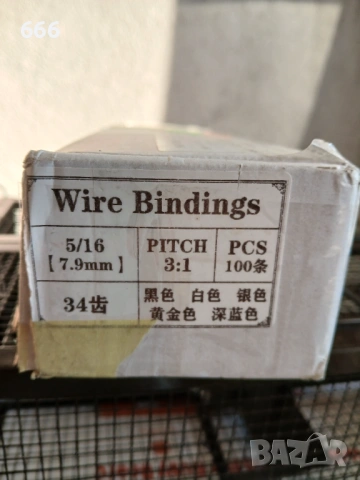 666
Wire Bindings
5/16 PITCH PCS
【7.9mm】 3:1 100条
34齿 黑色 白色 银色
黄金色 深蓝色
BAZAR